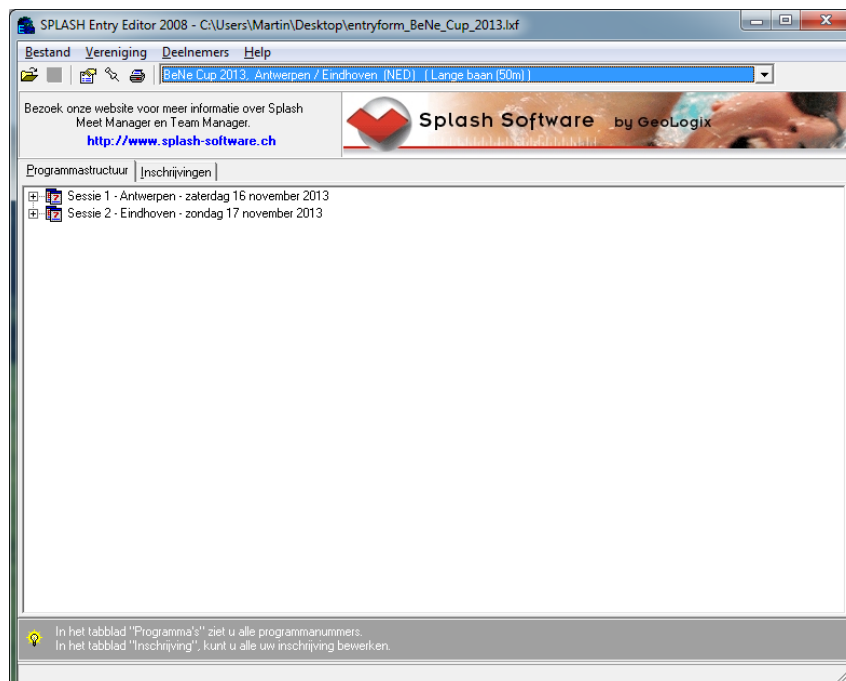 SPLASH Entry Editor 2008 - C:\Users\Martin\Desktop\entryform_BeNe_Cup_2013.lxf
Bestand Vereniging Deelnemers Help
BeNe Cup 2013, Antwerpen / Eindhoven (NED) ( Lange baan (50m) )
Bezoek onze website voor meer informatie over Splash
Meet Manager en Team Manager.
http://www.splash-software.ch
Splash Software by GeoLogix
Programmastructuur Inschrijvingen
Sessie 1 - Antwerpen - zaterdag 16 november 2013
Sessie 2 - Eindhoven - zondag 17 november 2013
In het tabblad "Programma's" ziet u alle programmanummers.
In het tabblad "Inschrijving", kunt u alle uw inschrijving bewerken.